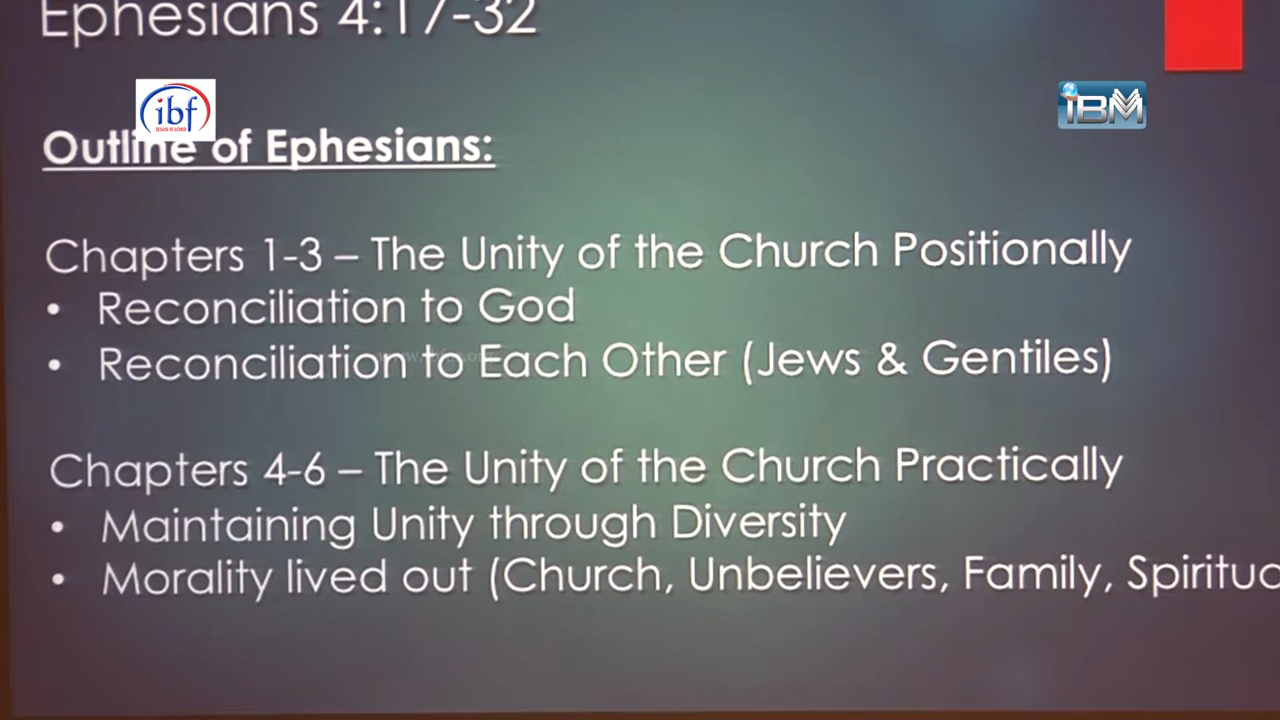 Ephesians 4:17-32
ibf
JESUS IS LORD
iBM
Outline of Ephesians:
Chapters 1-3 – The Unity of the Church Positionally
• Reconciliation to God
• Reconciliation to Each Other (Jews & Gentiles)
Chapters 4-6 – The Unity of the Church Practically
• Maintaining Unity through Diversity
• Morality lived out (Church, Unbelievers, Family,